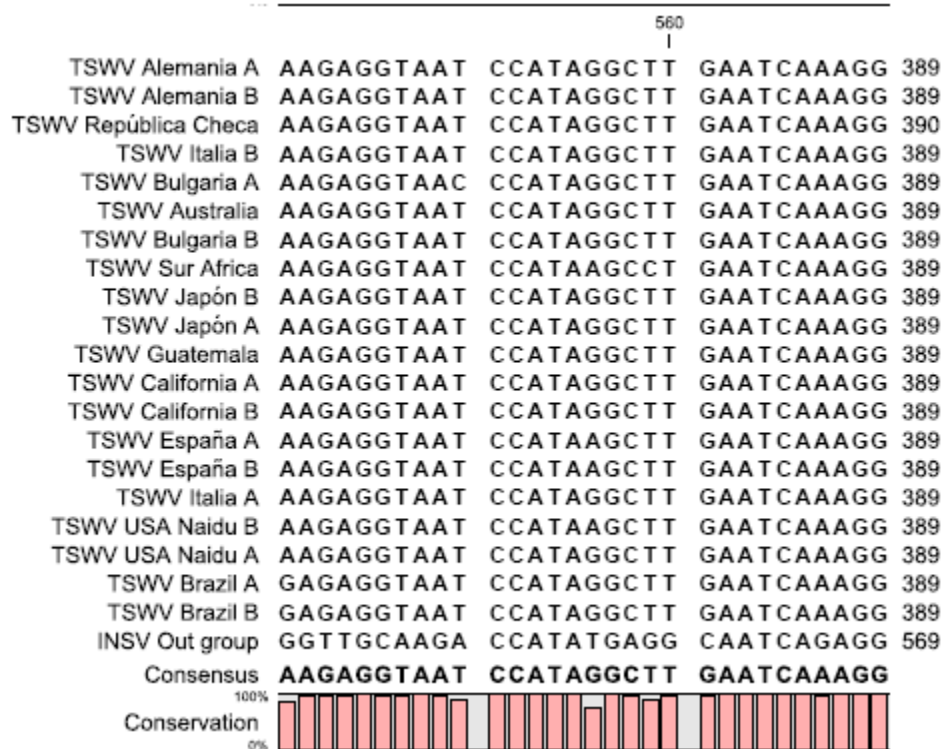 560
TSWV Alemania A AAGAGGTAAT CCATAGGCTT GAATCAAAGG 389
TSWV Alemania B AAGAGGTAAT CCATAGGCTT GAATCAAAGG 389
TSWV República Checa AAGAGGTAAT CCATAGGCTT GAATCAAAGG 390
TSWV Italia B AAGAGGTAAT CCATAGGCTT GAATCAAAGG 389
TSWV Bulgaria A AAGAGGTAAC CCATAGGCTT GAATCAAAGG 389
TSWV Australia AAGAGGTAAT CCATAGGCTT GAATCAAAGG 389
TSWV Bulgaria B AAGAGGTAAT CCATAGGCTT GAATCAAAGG 389
TSWV Sur Africa AAGAGGTAAT CCATAAGCCT GAATCAAAGG 389
TSWV Japón B AAGAGGTAAT CCATAGGCTT GAATCAAAGG 389
TSWV Japón A AAGAGGTAAT CCATAGGCTT GAATCAAAGG 389
TSWV Guatemala AAGAGGTAAT CCATAGGCTT GAATCAAAGG 389
TSWV California A AAGAGGTAAT CCATAGGCTT GAATCAAAGG 389
TSWV California B AAGAGGTAAT CCATAGGCTT GAATCAAAGG 389
TSWV España A AAGAGGTAAT CCATAAGCTT GAATCAAAGG 389
TSWV España B AAGAGGTAAT CCATAAGCTT GAATCAAAGG 389
TSWV Italia A AAGAGGTAAT CCATAGGCTT GAATCAAAGG 389
TSWV USA Naidu B AAGAGGTAAT CCATAAGCTT GAATCAAAGG 389
TSWV USA Naidu A AAGAGGTAAT CCATAGGCTT GAATCAAAGG 389
TSWV Brazil A GAGAGGTAAT CCATAGGCTT GAATCAAAGG 389
TSWV Brazil B GAGAGGTAAT CCATAGGCTT GAATCAAAGG 389
INSV Out group GGTTGCAAGA CCATATGAGG CAATCAGAGG 569
Consensus AAGAGGTAAT CCATAGGCTT GAATCAAAGG
100%
Conservation
0%